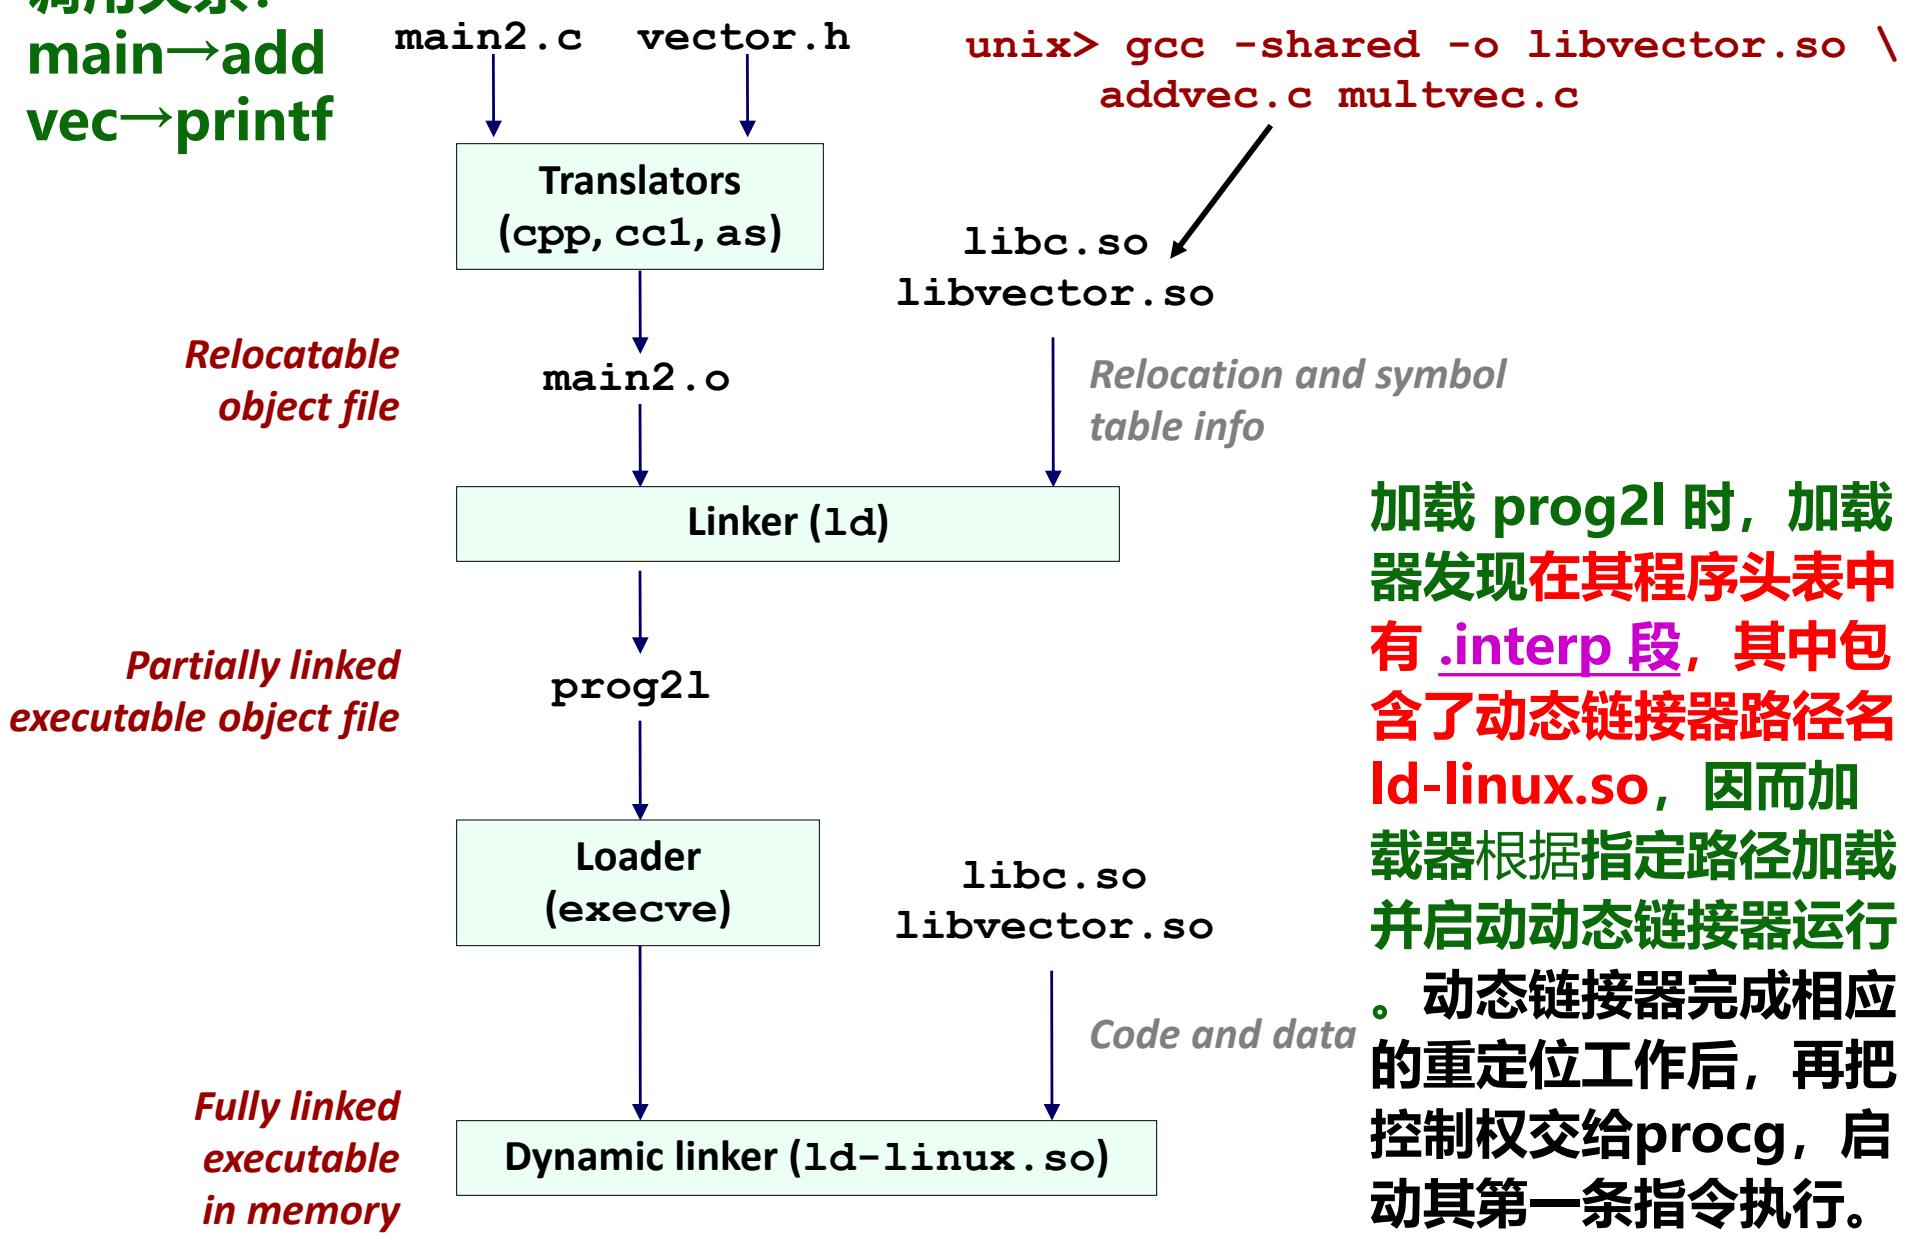 调用关系：
main→add
vec→printf
main2.c vector.h
unix> gcc -shared -o libvector.so \
addvec.c multvec.c
Translators
(cpp, cc1, as)
libc.so
libvector.so
Relocatable
object file
main2.o
Relocation and symbol
table info
Linker (ld)
Partially linked
executable object file
prog2l
Loader
(execve)
libc.so
libvector.so
Code and data
Fully linked
executable
in memory
Dynamic linker (ld-linux.so)
加载 prog2l 时，加载
器发现在其程序头表中
有 .interp 段，其中包
含了动态链接器路径名
ld-linux.so，因而加
载器根据指定路径加载
并启动动态链接器运行
。动态链接器完成相应
的重定位工作后，再把
控制权交给procg，启
动其第一条指令执行。